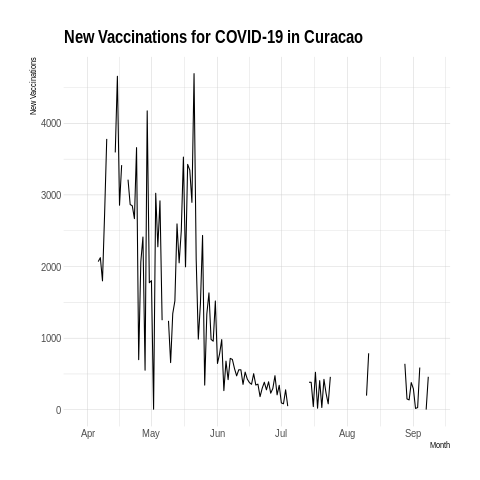 New Vaccinations for COVID-19 in Curacao
New Vaccinations
4000
3000
2000
1000
0
Apr May Jun Jul Aug Sep
Month